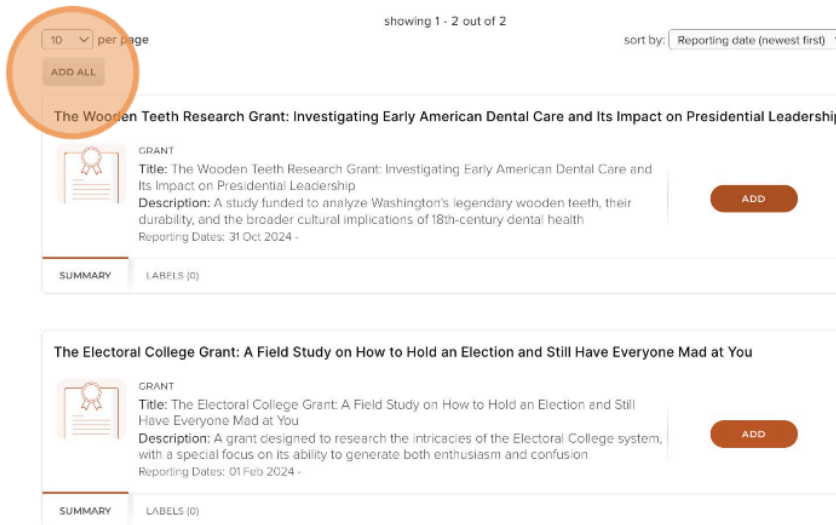 showing 1 - 2 out of 2
10 per page
sort by: Reporting date (newest first)
ADD ALL
The Wooden Teeth Research Grant: Investigating Early American Dental Care and Its Impact on Presidential Leadership
GRANT
Title: The Wooden Teeth Research Grant: Investigating Early American Dental Care and
Its Impact on Presidential Leadership
Description: A study funded to analyze Washington's legendary wooden teeth, their
durability, and the broader cultural implications of 18th-century dental health
Reporting Dates: 31 Oct 2024 -
ADD
SUMMARY LABELS (0)
The Electoral College Grant: A Field Study on How to Hold an Election and Still Have Everyone Mad at You
GRANT
Title: The Electoral College Grant: A Field Study on How to Hold an Election and Still
Have Everyone Mad at You
Description: A grant designed to research the intricacies of the Electoral College system,
with a special focus on its ability to generate both enthusiasm and confusion
Reporting Dates: 01 Feb 2024 -
ADD
SUMMARY LABELS (0)